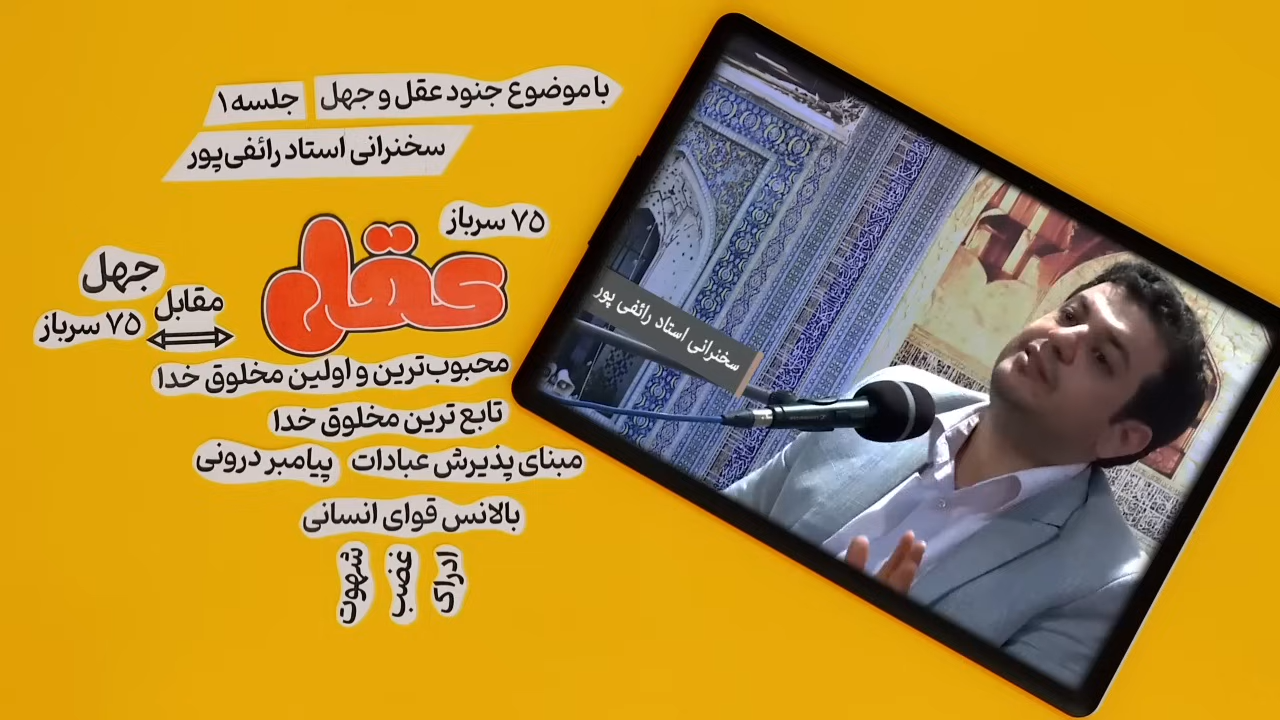 با موضوع جنود عقل و جهل جلسه ۱
سخنرانی استاد رائفی‌پور
۷۵ سرباز
عقل
جهل
مقابل
۷۵ سرباز
محبوب‌ترین و اولین مخلوق خدا
تابع ترین مخلوق خدا
مبنای پذیرش عبادات پیامبر درونی
بالانس قوای انسانی
ادراک غضب شهوت
سخنرانی استاد رائفی پور